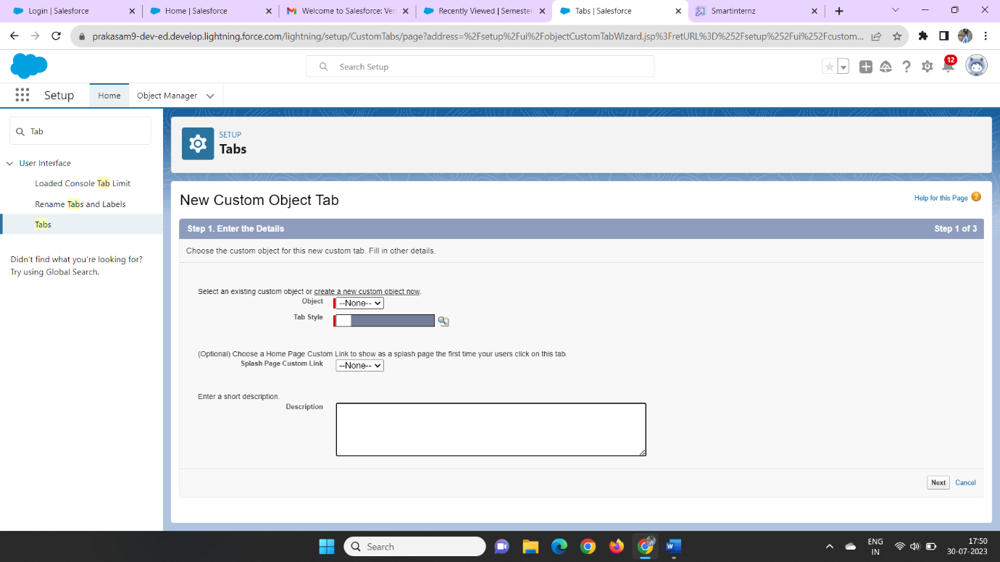 Login | Salesforce
Home | Salesforce
Welcome to Salesforce: Ver
Recently Viewed | Semester
Tabs | Salesforce
Smartinternz
prakasam9-dev-ed.develop.lightning.force.com/lightning/setup/CustomTabs/page?address=%2Fsetup%2Fui%2FobjectCustomTabWizard.jsp%3FretURL%3D%252Fsetup%252Fui%252Fcustom...
Search Setup
12
Setup
Home
Object Manager
Tab
User Interface
Loaded Console Tab Limit
Rename Tabs and Labels
Tabs
Didn't find what you're looking for?
Try using Global Search.
SETUP
Tabs
New Custom Object Tab
Help for this Page ?
Step 1. Enter the Details
Step 1 of 3
Choose the custom object for this new custom tab. Fill in other details.
Select an existing custom object or create a new custom object now.
Object
--None--
Tab Style
(Optional) Choose a Home Page Custom Link to show as a splash page the first time your users click on this tab.
Splash Page Custom Link
--None--
Enter a short description.
Description
Next
Cancel
Search
ENG
IN
17:50
30-07-2023